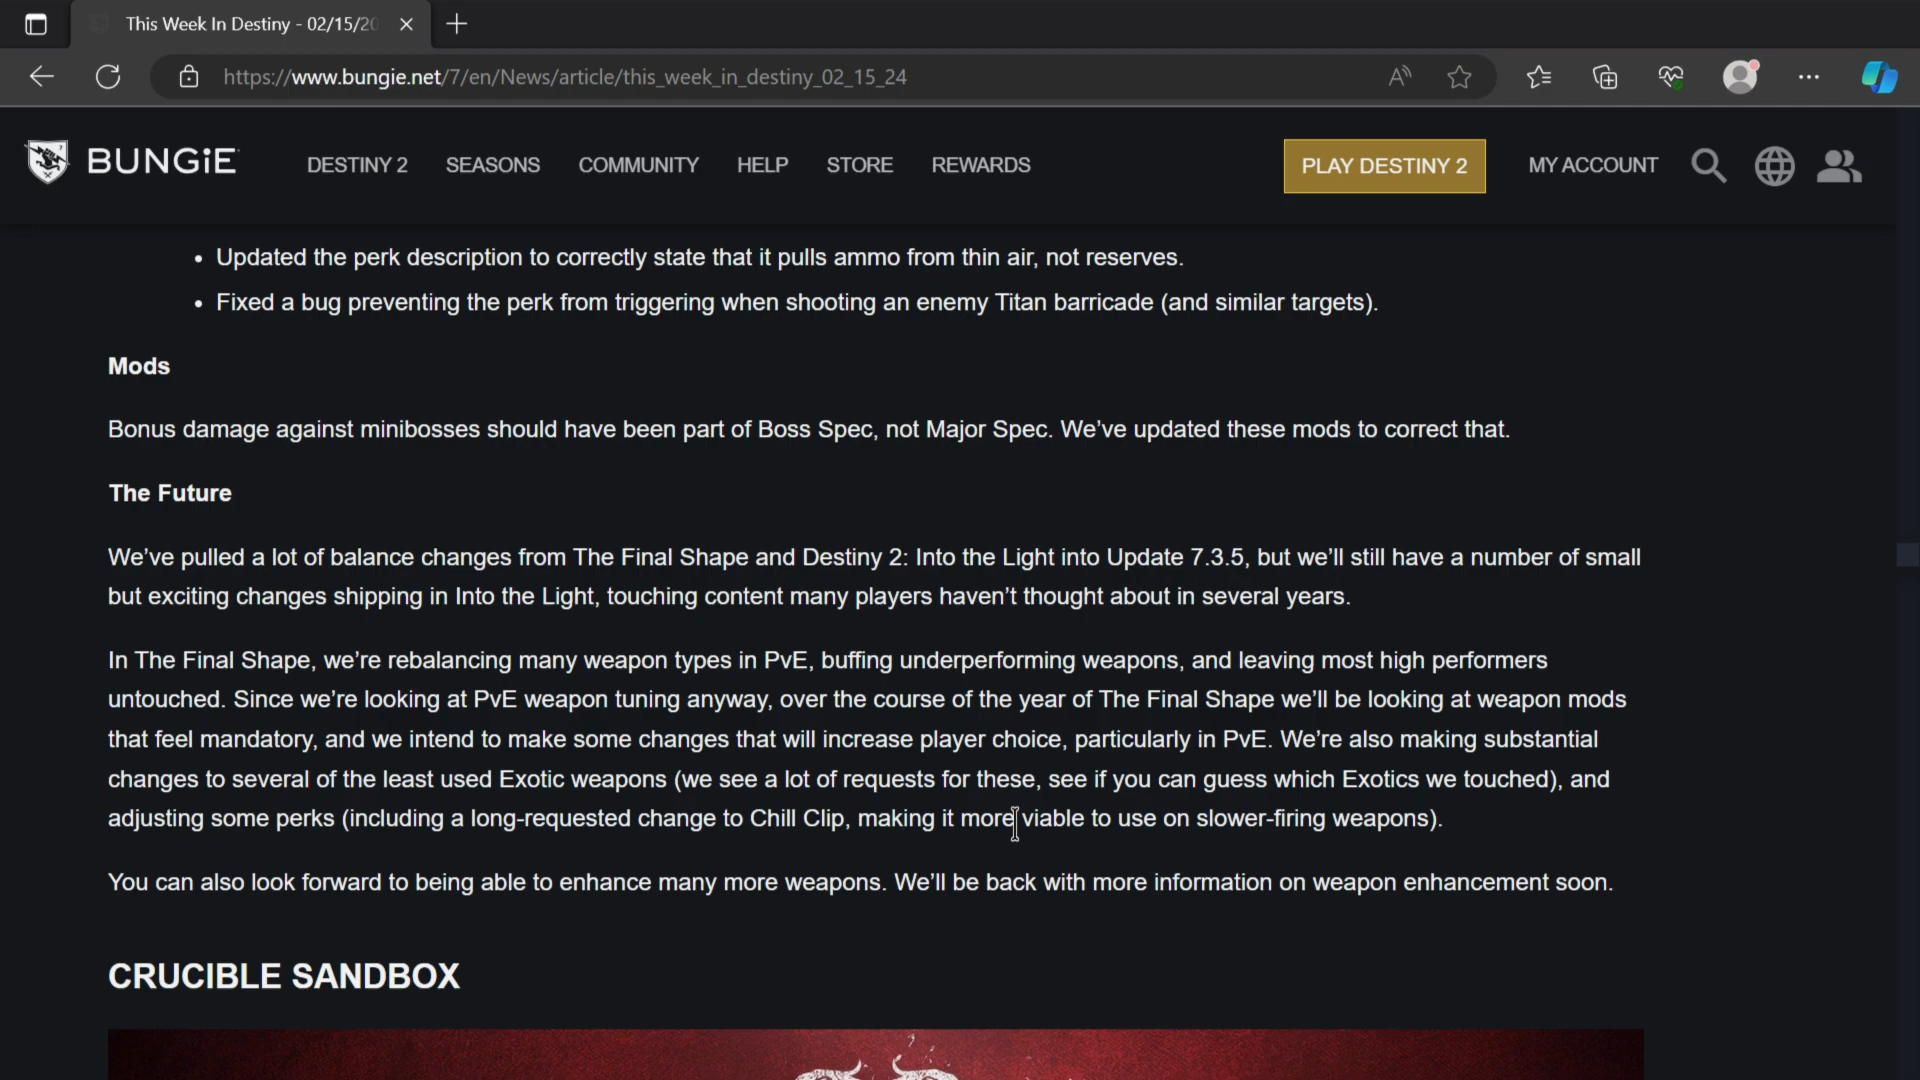 This Week In Destiny - 02/15/20
https://www.bungie.net/7/en/News/article/this_week_in_destiny_02_15_24
BUNGiE
DESTINY 2 SEASONS COMMUNITY HELP STORE REWARDS
PLAY DESTINY 2 MY ACCOUNT
• Updated the perk description to correctly state that it pulls ammo from thin air, not reserves.
• Fixed a bug preventing the perk from triggering when shooting an enemy Titan barricade (and similar targets).
Mods
Bonus damage against minibosses should have been part of Boss Spec, not Major Spec. We’ve updated these mods to correct that.
The Future
We’ve pulled a lot of balance changes from The Final Shape and Destiny 2: Into the Light into Update 7.3.5, but we’ll still have a number of small
but exciting changes shipping in Into the Light, touching content many players haven’t thought about in several years.
In The Final Shape, we’re rebalancing many weapon types in PvE, buffing underperforming weapons, and leaving most high performers
untouched. Since we’re looking at PvE weapon tuning anyway, over the course of the year of The Final Shape we’ll be looking at weapon mods
that feel mandatory, and we intend to make some changes that will increase player choice, particularly in PvE. We’re also making substantial
changes to several of the least used Exotic weapons (we see a lot of requests for these, see if you can guess which Exotics we touched), and
adjusting some perks (including a long-requested change to Chill Clip, making it more viable to use on slower-firing weapons).
You can also look forward to being able to enhance many more weapons. We’ll be back with more information on weapon enhancement soon.
CRUCIBLE SANDBOX